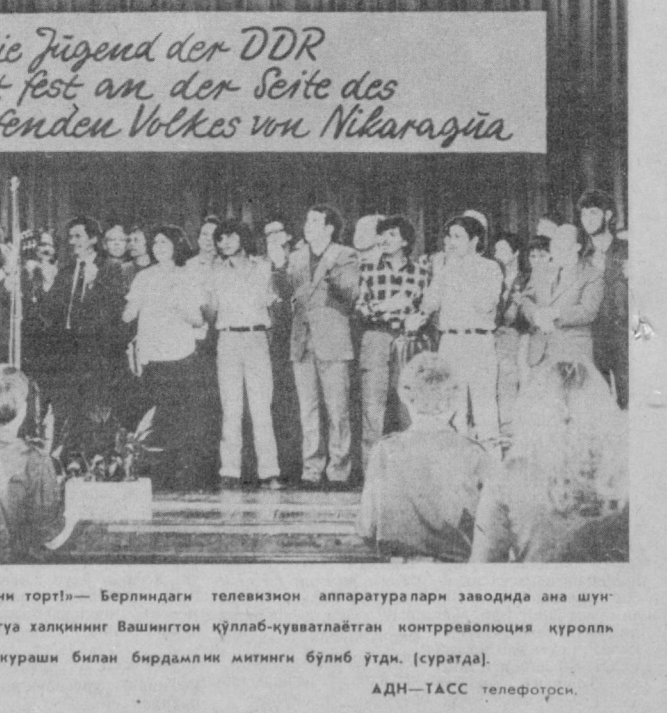 ie Jugend der DDR
t fest an der Seite des
fenden Volkes von Nikaragua
ни торт!»— Берлиндаги телевизион аппаратуралари заводида ана шун-
гуа халқининг Вашингтон қўллаб-қувватлаётган контрреволюция қуролли
кураши билан бирдамлик митинги бўлиб ўтди. (суратда).
АДН—ТАСС телефотоси.